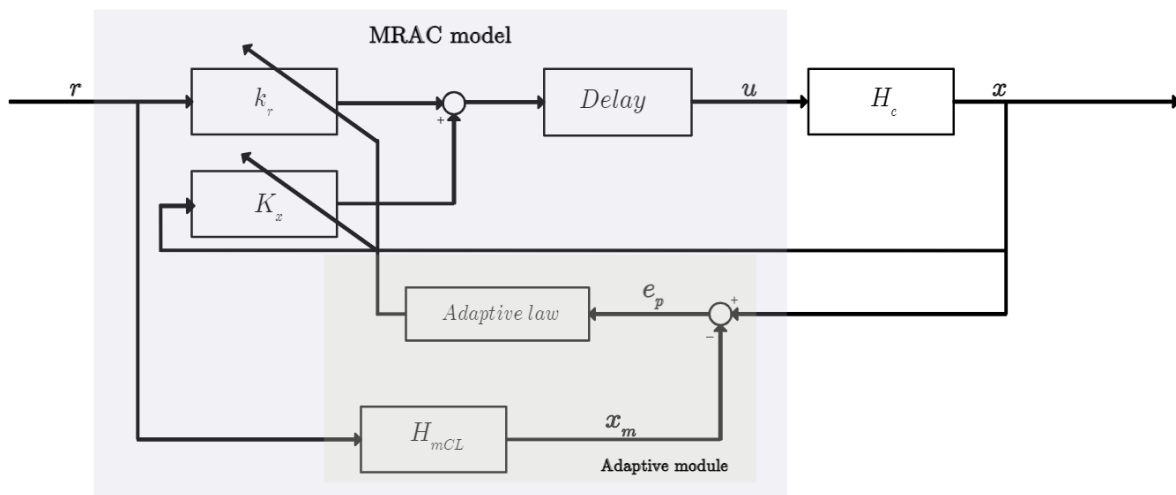 MRAC model
r
k_r
+
Delay
u
H_c
x
K_x
Adaptive law
e_p
+
−
H_mCL
x_m
Adaptive module